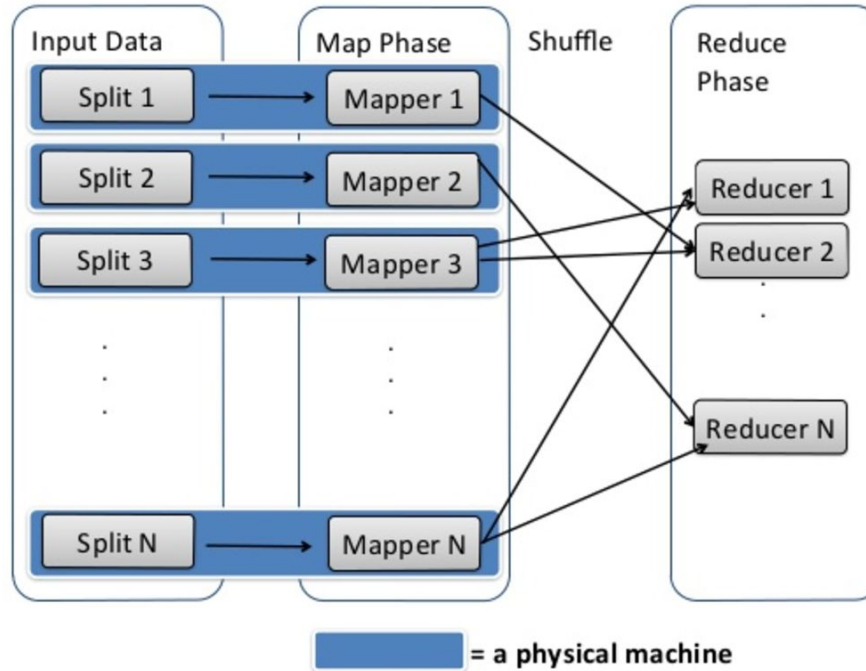 Input Data
Map Phase
Shuffle
Reduce
Phase
Split 1
Mapper 1
Split 2
Mapper 2
Split 3
Mapper 3
Reducer 1
Reducer 2
Reducer N
Split N
Mapper N
= a physical machine